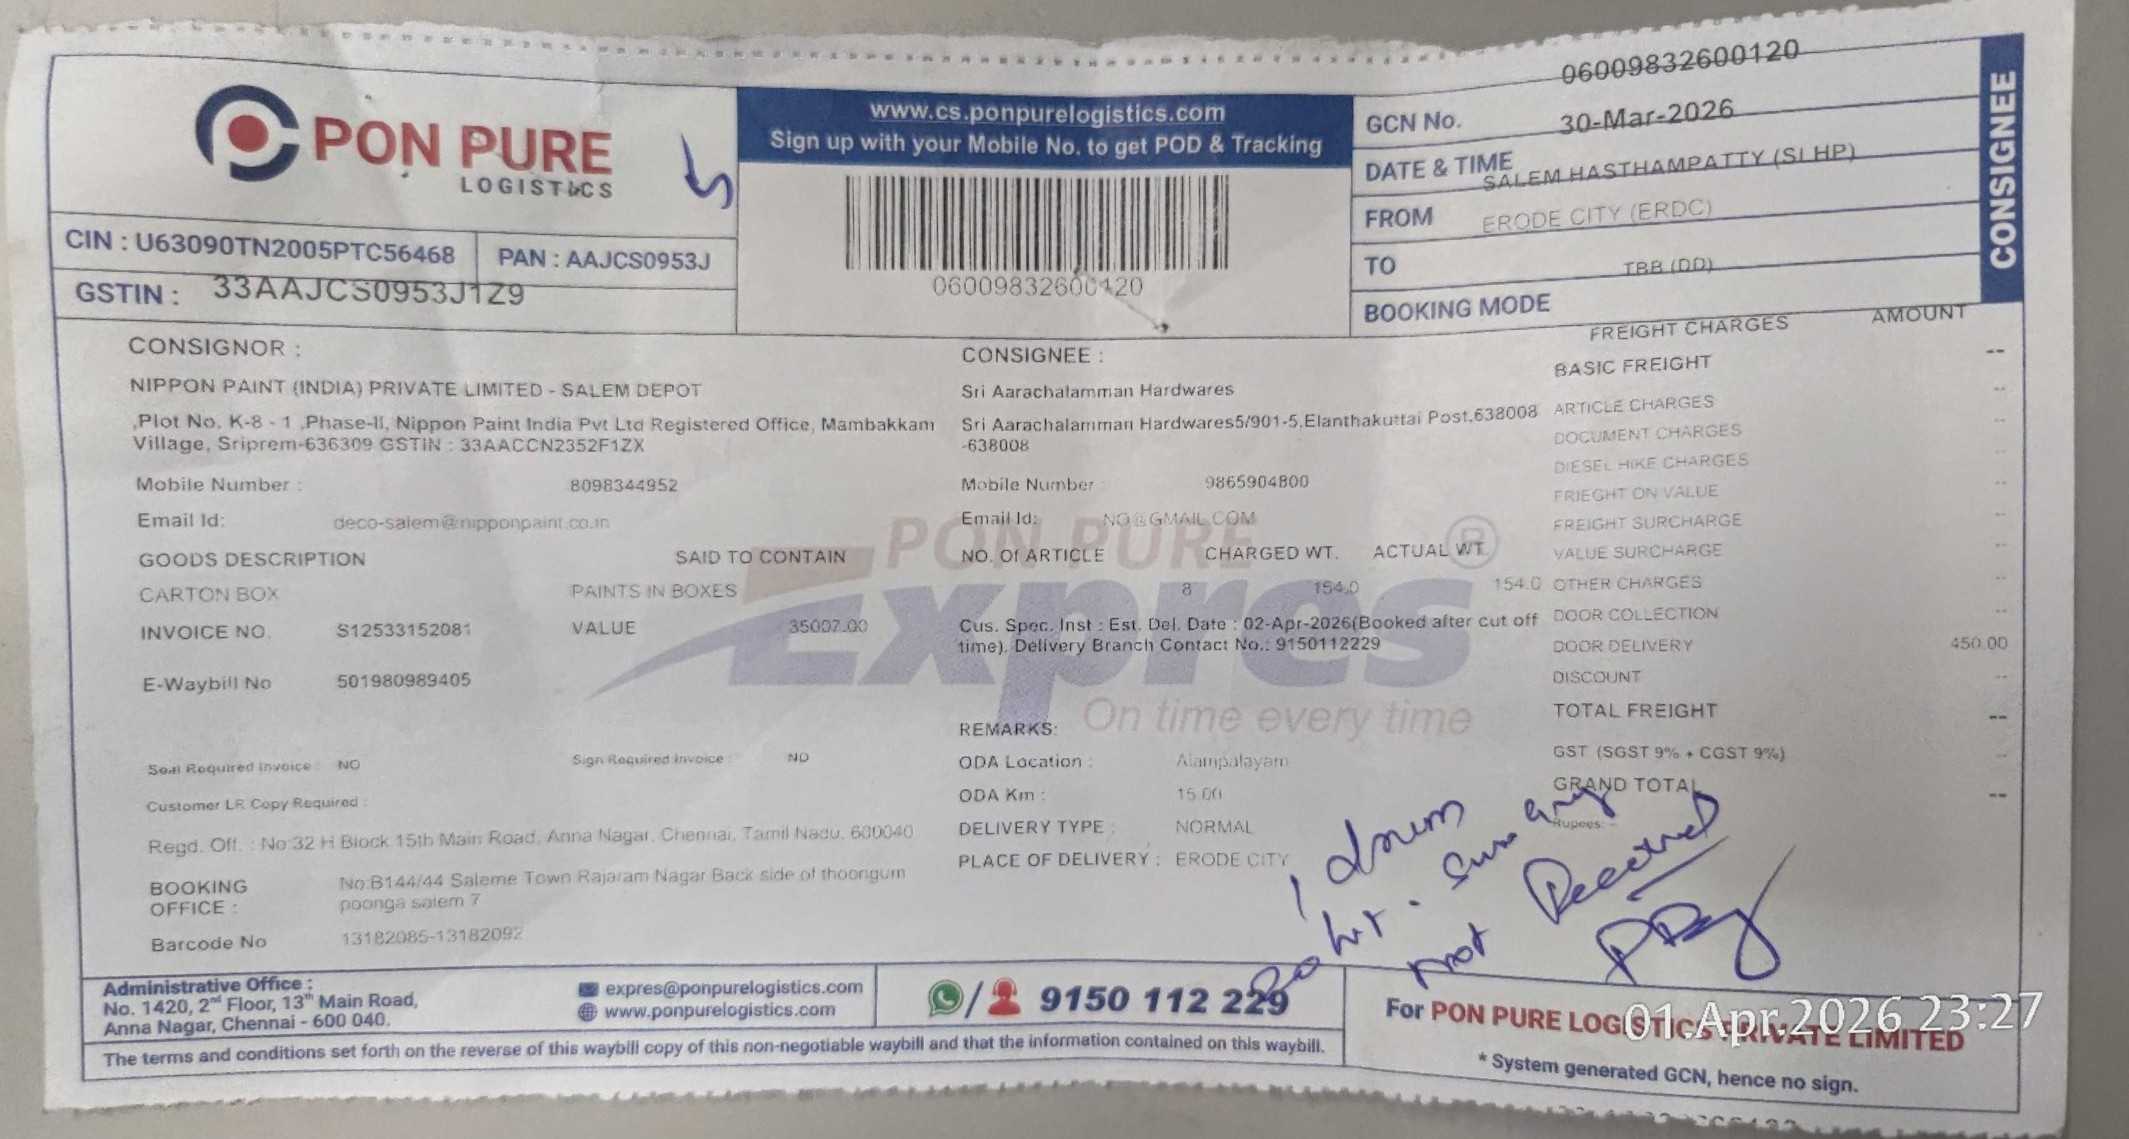 PON PURE
LOGISTICS
www.cs.ponpurelogistics.com
Sign up with your Mobile No. to get POD & Tracking
06009832600120
CIN : U63090TN2005PTC56468
PAN : AAJCS0953J
GSTIN : 33AAJCS0953J1Z9
06009832600120
GCN No.
30-Mar-2026
DATE & TIME
SALEM HASTHAMPATTY (SLHP)
FROM
ERODE CITY (ERDC)
TO
TBB (DD)
BOOKING MODE
CONSIGNEE
CONSIGNOR :
NIPPON PAINT (INDIA) PRIVATE LIMITED - SALEM DEPOT
,Plot No. K-8 - 1 ,Phase-II, Nippon Paint India Pvt Ltd Registered Office, Mambakkam
Village, Sriprem-636309 GSTIN : 33AACCN2352F1ZX
Mobile Number : 8098344952
Email Id: deco-salem@nipponpaint.co.in
CONSIGNEE :
Sri Aarachalamman Hardwares
Sri Aarachalamman Hardwares5/901-5,Elanthakuttai Post,638008
-638008
Mobile Number : 9865904800
Email Id: NO@GMAIL.COM
GOODS DESCRIPTION SAID TO CONTAIN NO. Of ARTICLE CHARGED WT. ACTUAL WT.
CARTON BOX PAINTS IN BOXES 8 154.0 154.0
INVOICE NO. S12533152081 VALUE 35007.00
E-Waybill No 501980989405
Cus. Spec. Inst : Est. Del. Date : 02-Apr-2026(Booked after cut off
time). Delivery Branch Contact No.: 9150112229
PON PURE
Expres
®
On time every time
Seal Required Invoice : NO
Sign Required Invoice : NO
Customer LR Copy Required :
Regd. Off. : No:32 H Block 15th Main Road, Anna Nagar, Chennai, Tamil Nadu, 600040
BOOKING OFFICE : No:B144/44 Saleme Town Rajaram Nagar Back side of thoongum
poonga salem 7
Barcode No 13182085-13182092
REMARKS:
ODA Location : Alampalayam
ODA Km : 15.00
DELIVERY TYPE : NORMAL
PLACE OF DELIVERY : ERODE CITY
FREIGHT CHARGES AMOUNT
BASIC FREIGHT --
ARTICLE CHARGES --
DOCUMENT CHARGES --
DIESEL HIKE CHARGES --
FRIEGHT ON VALUE --
FREIGHT SURCHARGE --
VALUE SURCHARGE --
OTHER CHARGES --
DOOR COLLECTION --
DOOR DELIVERY 450.00
DISCOUNT --
TOTAL FREIGHT --
GST (SGST 9% + CGST 9%)
GRAND TOTAL --
Rupees: -
1 drum
not Received
Administrative Office :
No. 1420, 2nd Floor, 13th Main Road,
Anna Nagar, Chennai - 600 040.
expres@ponpurelogistics.com
www.ponpurelogistics.com
9150 112 229
The terms and conditions set forth on the reverse of this waybill copy of this non-negotiable waybill and that the information contained on this waybill.
For PON PURE LOGISTICS PRIVATE LIMITED
* System generated GCN, hence no sign.
01 Apr 2026 23:27